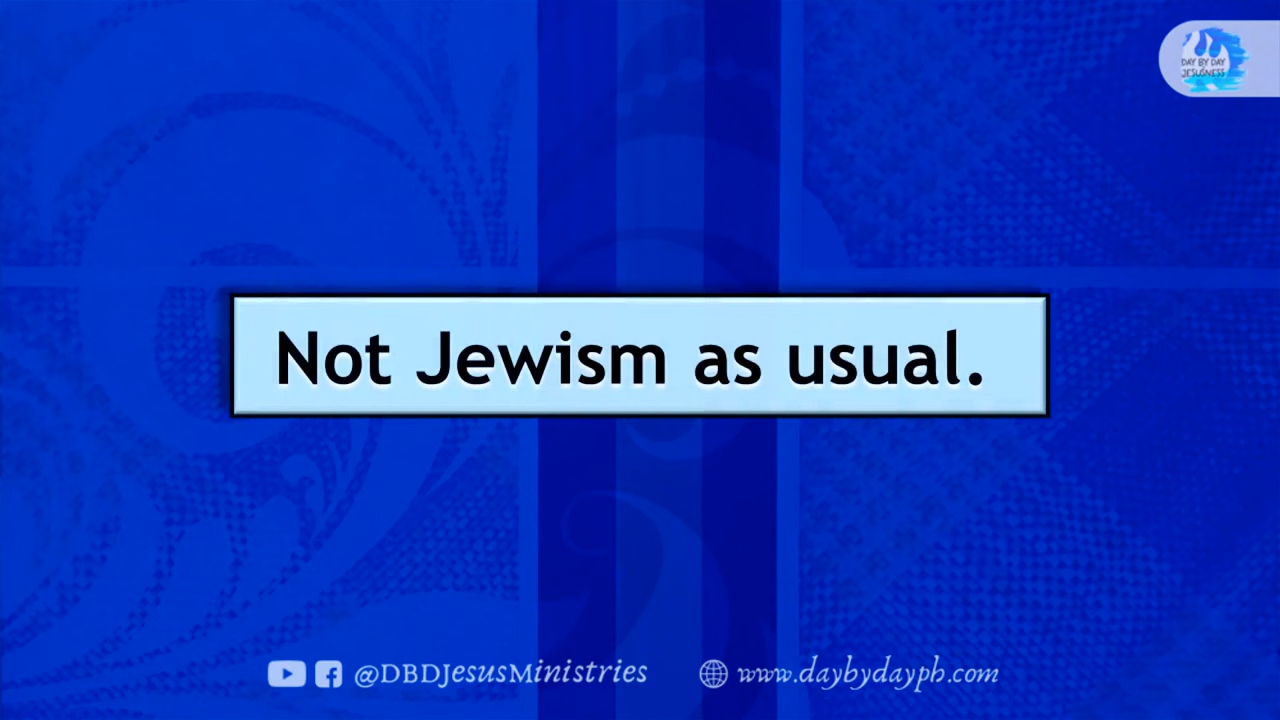 DAY BY DAY
JESUSNESS
Not Jewism as usual.
@DBDJesusMinistries
www.daybydayph.com